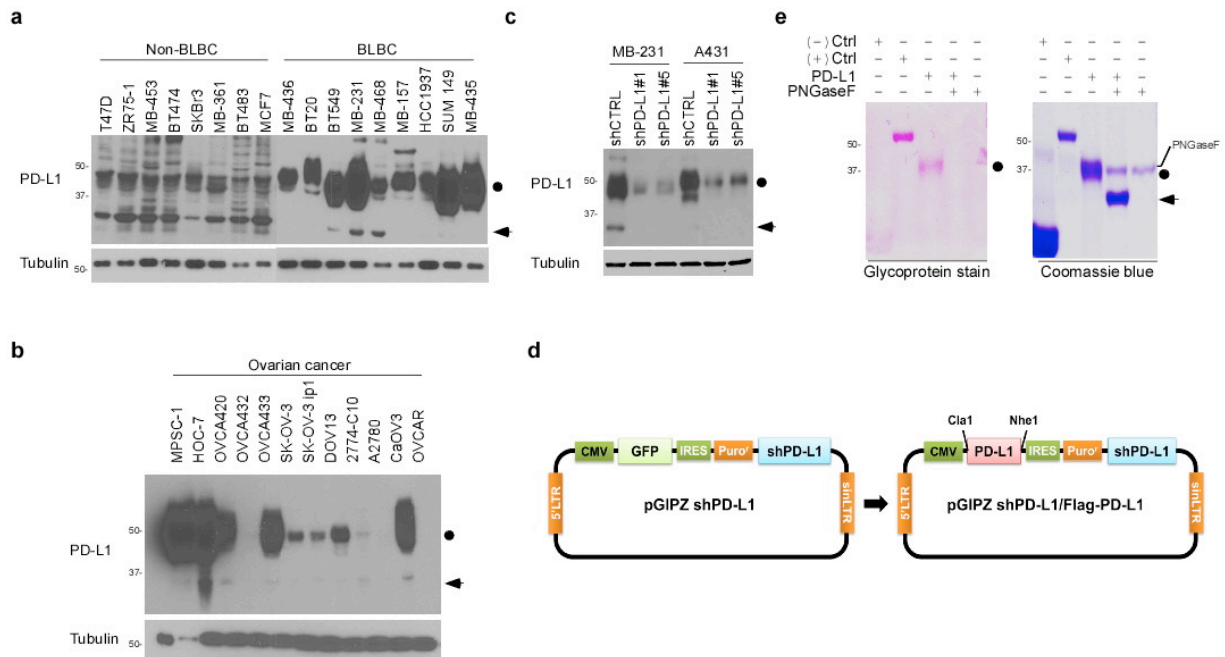 a
Non-BLBC BLBC
T47D ZR75-1 MB-453 BT474 SKBr3 MB-361 BT483 MCF7 MB-436 BT20 BT549 MB-231 MB-468 MB-157 HCC1937 SUM 149 MB-435
50-
PD-L1
37-
Tubulin
50-
c
MB-231 A431
shCTRL shPD-L1#1 shPD-L1#5 shCTRL shPD-L1#1 shPD-L1#5
PD-L1
50-
37-
Tubulin
e
(−) Ctrl + − − − − + − − − −
(+) Ctrl − + − − − − + − − −
PD-L1 − − + + − − − + + −
PNGaseF − − − + + − − − + +
50- 50-
37- 37-
PNGaseF
Glycoprotein stain Coomassie blue
b
Ovarian cancer
MPSC-1 HOC-7 OVCA420 OVCA432 OVCA433 SK-OV-3 SK-OV-3 ip1 DOV13 2774-C10 A2780 CaOV3 OVCAR
50-
PD-L1
37-
Tubulin
50-
d
Cla1 Nhe1
CMV GFP IRES Puroʳ shPD-L1 CMV PD-L1 IRES Puroʳ shPD-L1
5'LTR pGIPZ shPD-L1 sinLTR 5'LTR pGIPZ shPD-L1/Flag-PD-L1 sinLTR